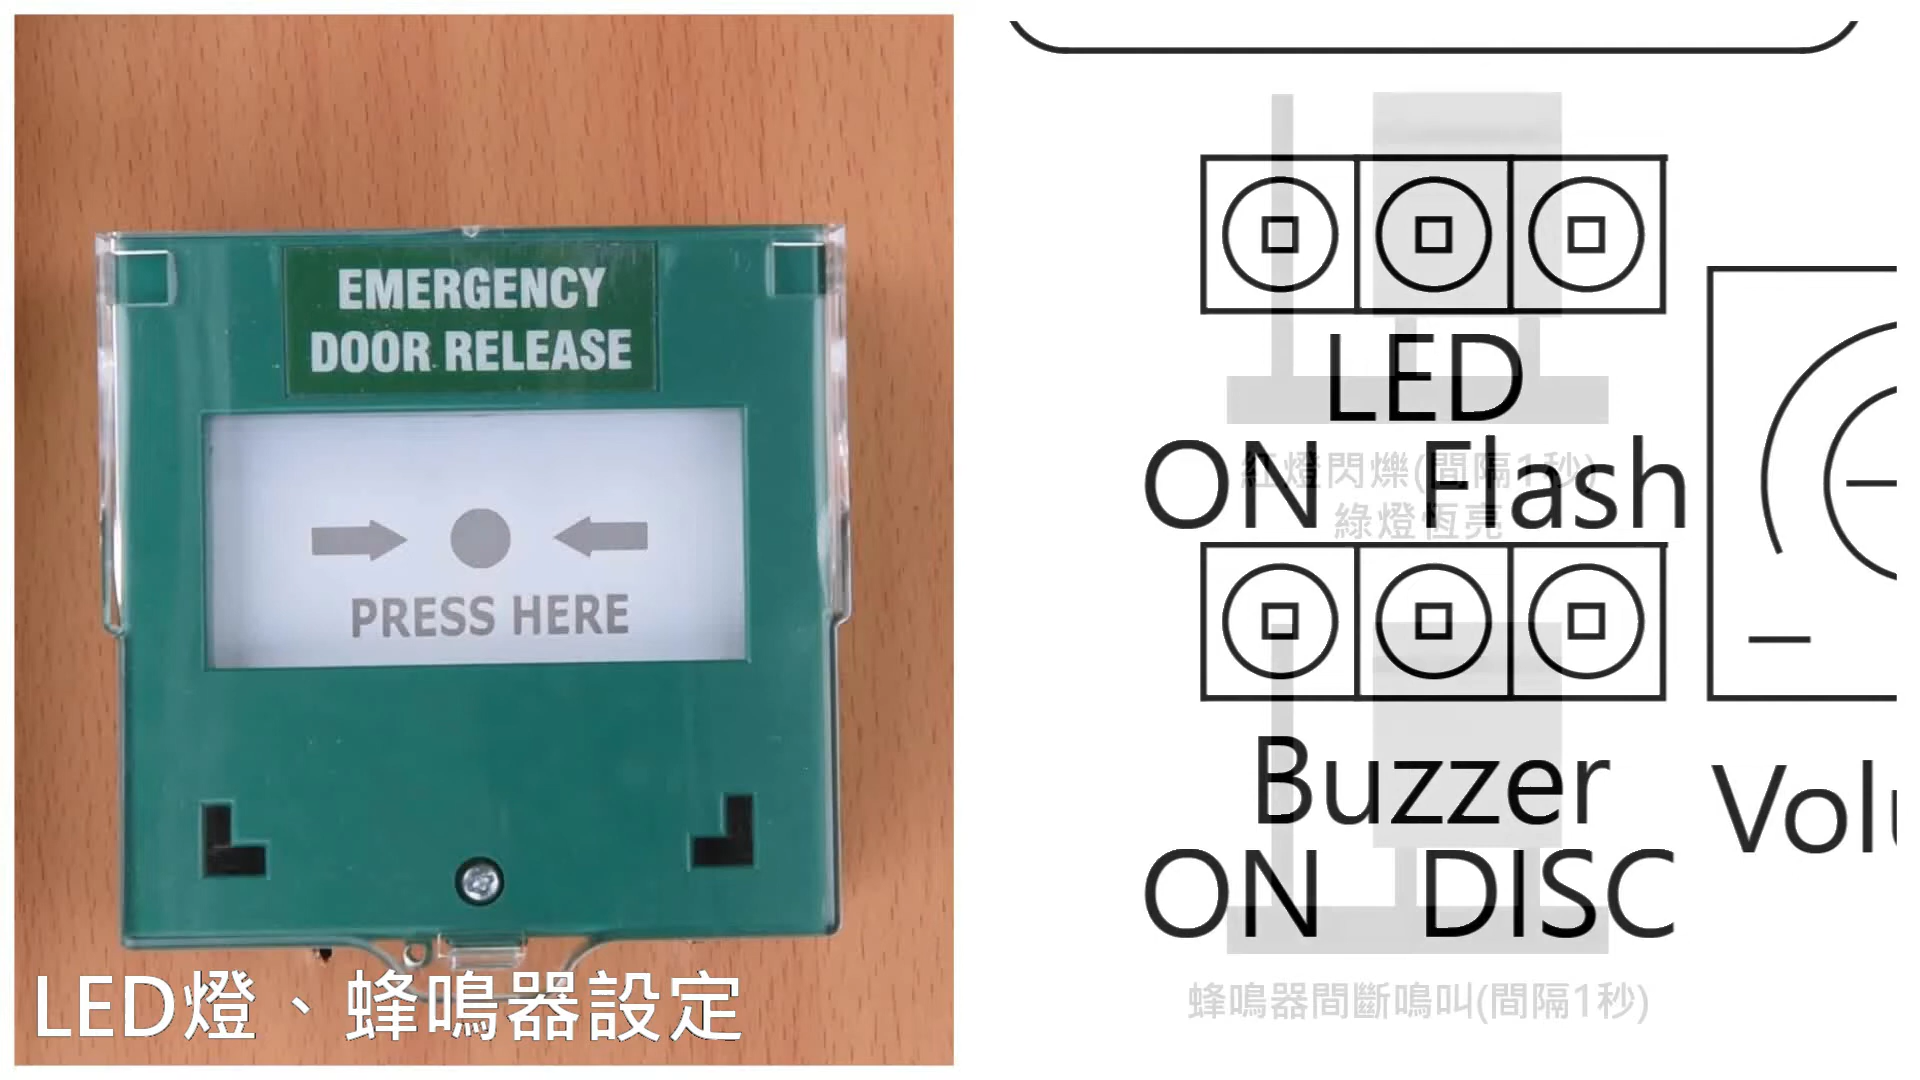 EMERGENCY
DOOR RELEASE
PRESS HERE
LED燈、蜂鳴器設定
LED
ON Flash
紅燈閃爍(間隔1秒)
綠燈恆亮
Buzzer
ON DISC
蜂鳴器間斷鳴叫(間隔1秒)